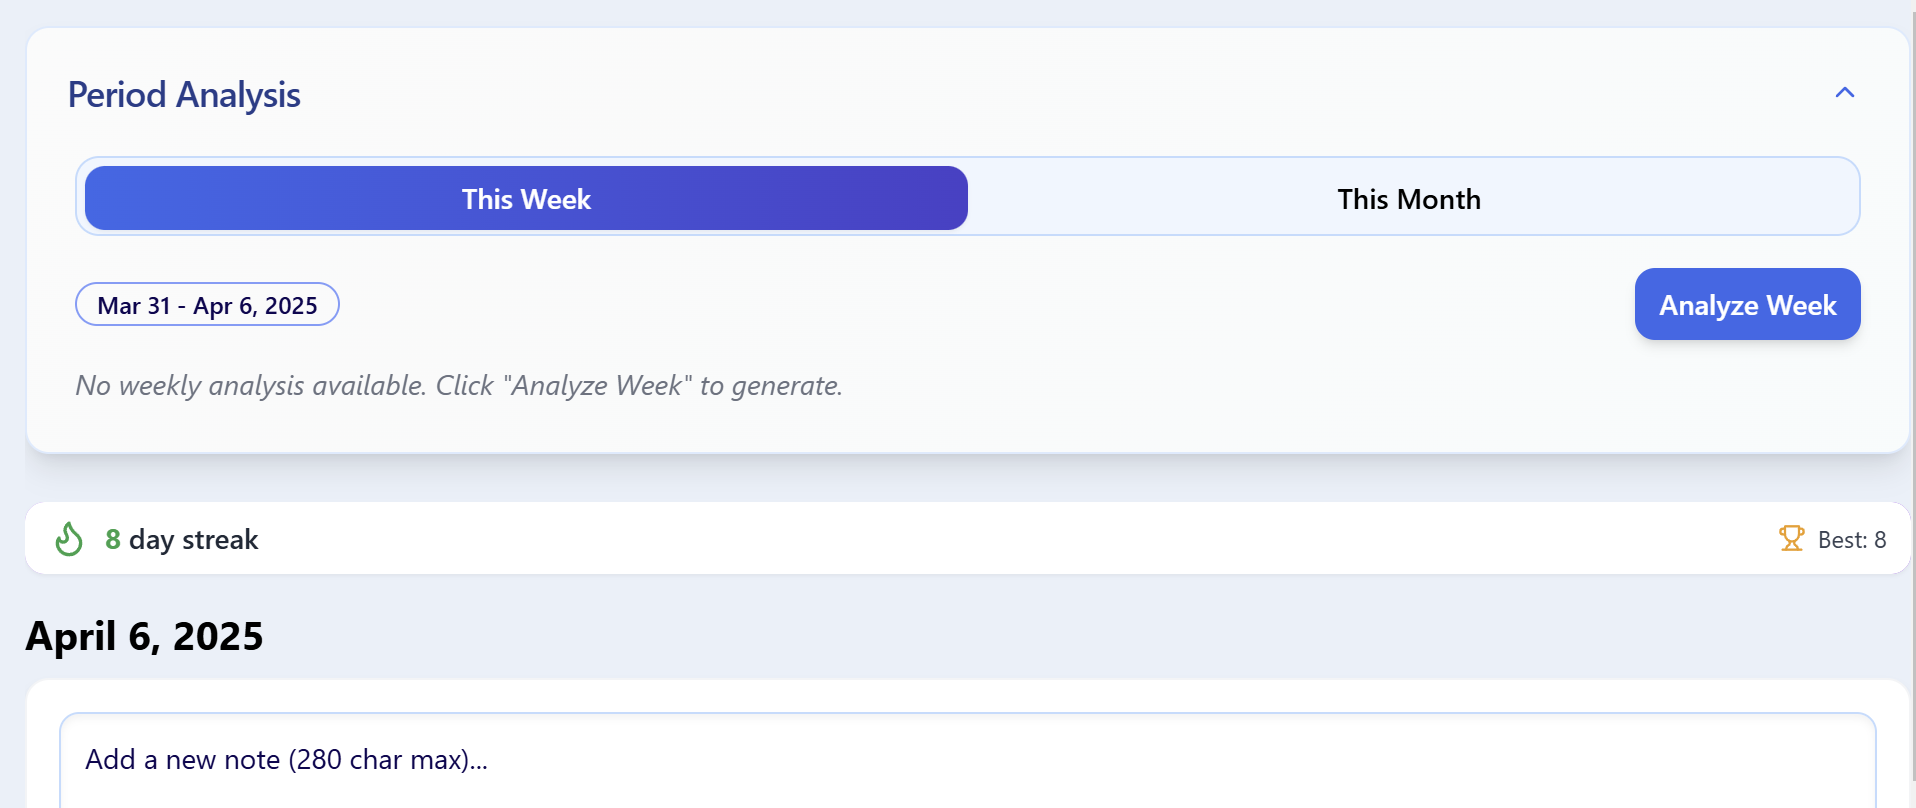 Period Analysis
This Week
This Month
Mar 31 - Apr 6, 2025
Analyze Week
No weekly analysis available. Click "Analyze Week" to generate.
8 day streak
Best: 8
April 6, 2025
Add a new note (280 char max)...